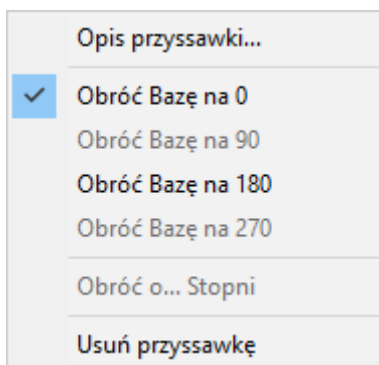 Opis przyssawki...
Obróć Bazę na 0
Obróć Bazę na 90
Obróć Bazę na 180
Obróć Bazę na 270
Obróć o... Stopni
Usuń przyssawkę